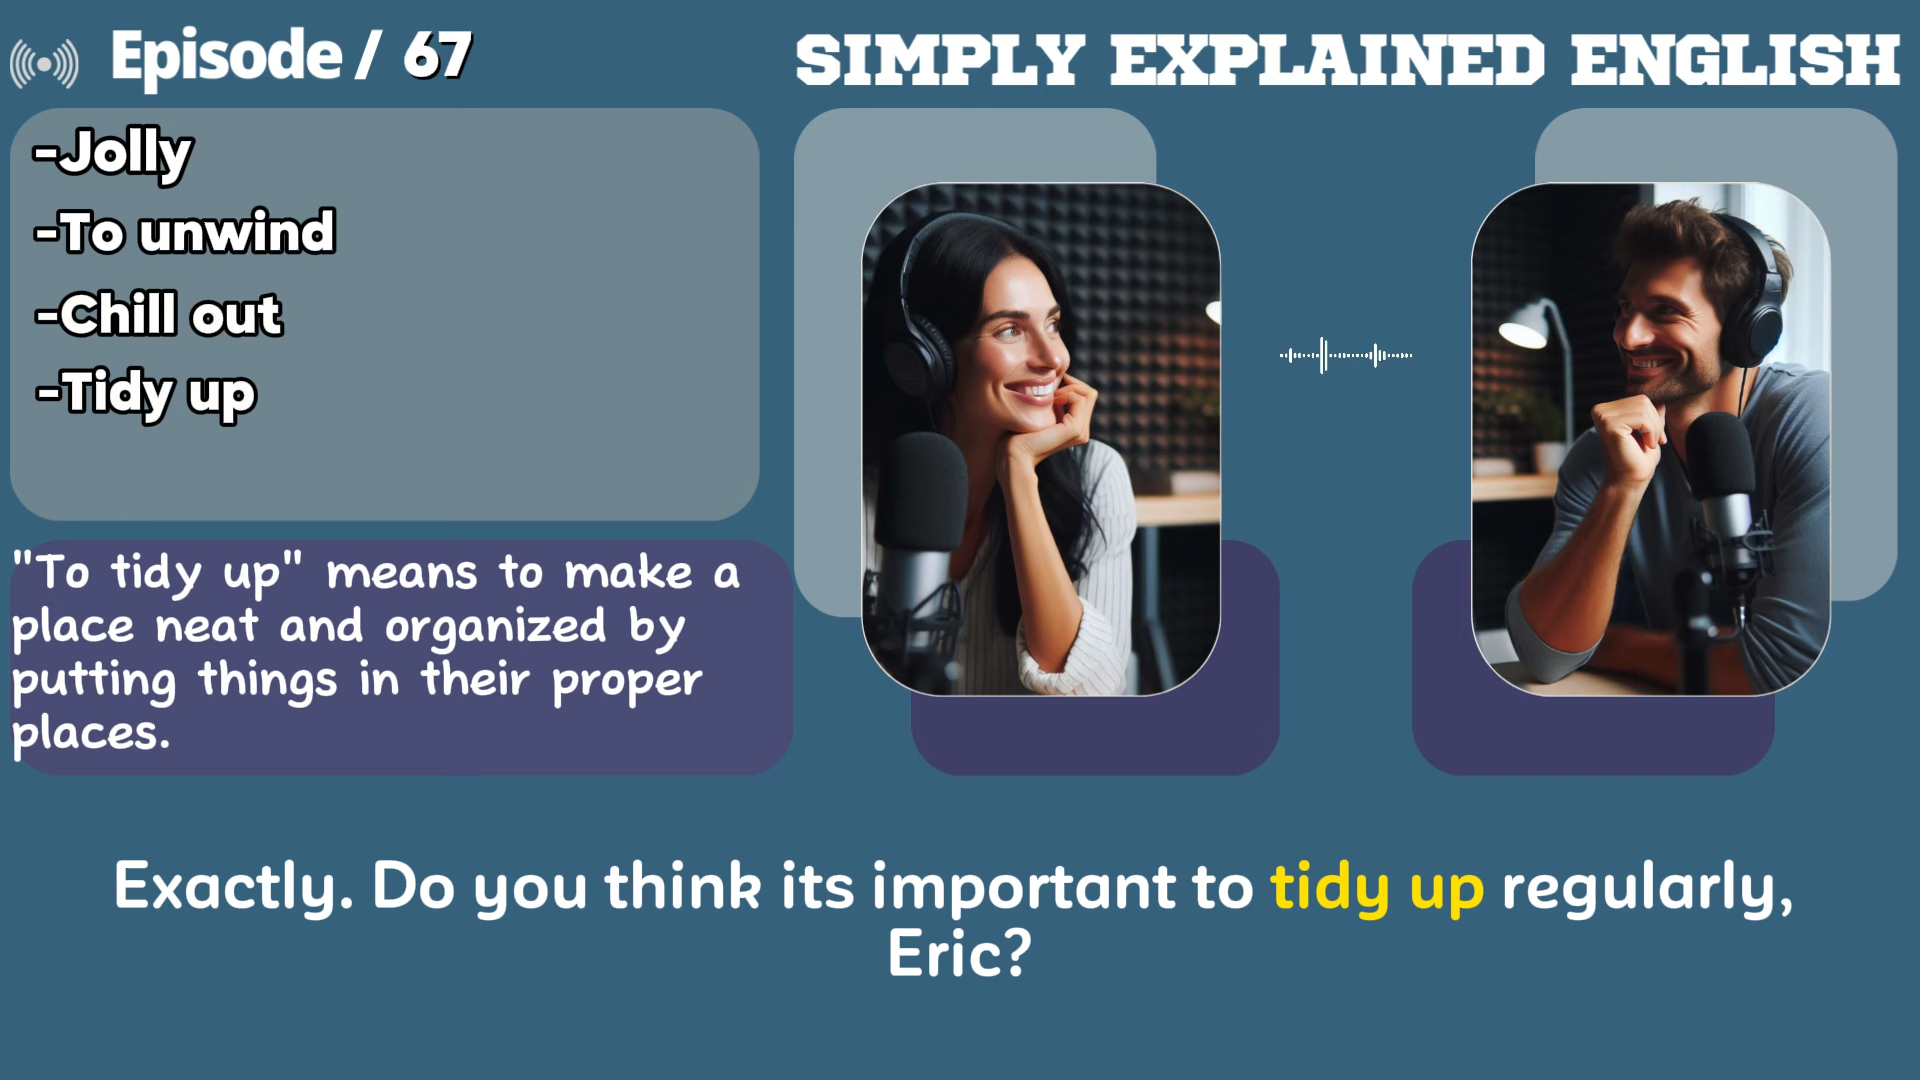 Episode / 67
SIMPLY EXPLAINED ENGLISH
-Jolly
-To unwind
-Chill out
-Tidy up
"To tidy up" means to make a
place neat and organized by
putting things in their proper
places.
Exactly. Do you think its important to tidy up regularly,
Eric?